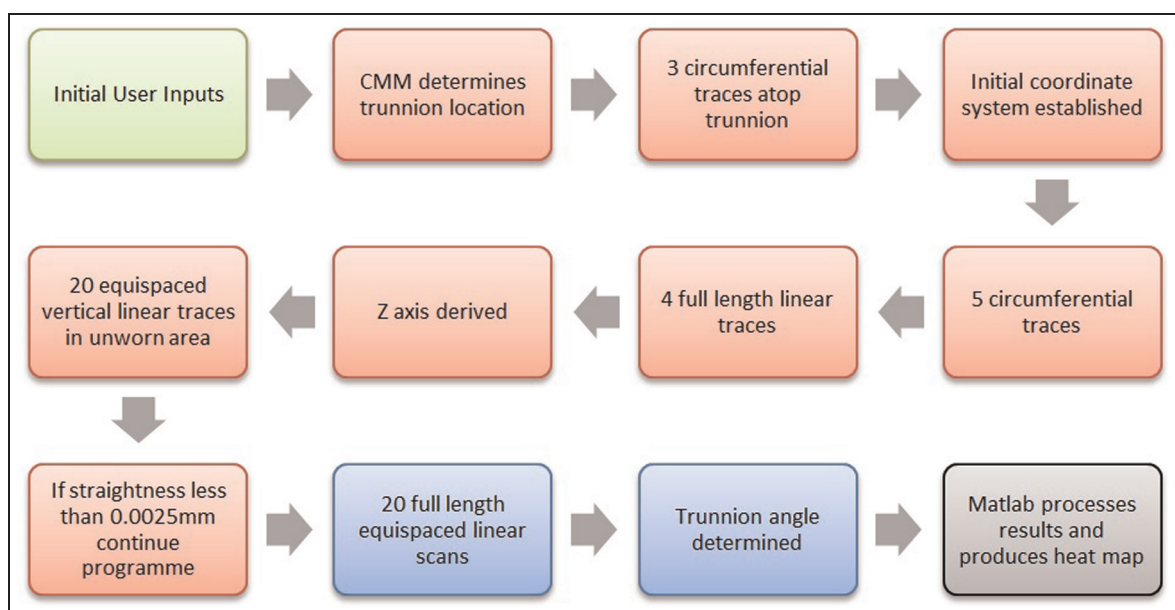 Initial User Inputs
CMM determines
trunnion location
3 circumferential
traces atop
trunnion
Initial coordinate
system established
5 circumferential
traces
4 full length linear
traces
Z axis derived
20 equispaced
vertical linear traces
in unworn area
If straightness less
than 0.0025mm
continue
programme
20 full length
equispaced linear
scans
Trunnion angle
determined
Matlab processes
results and
produces heat map